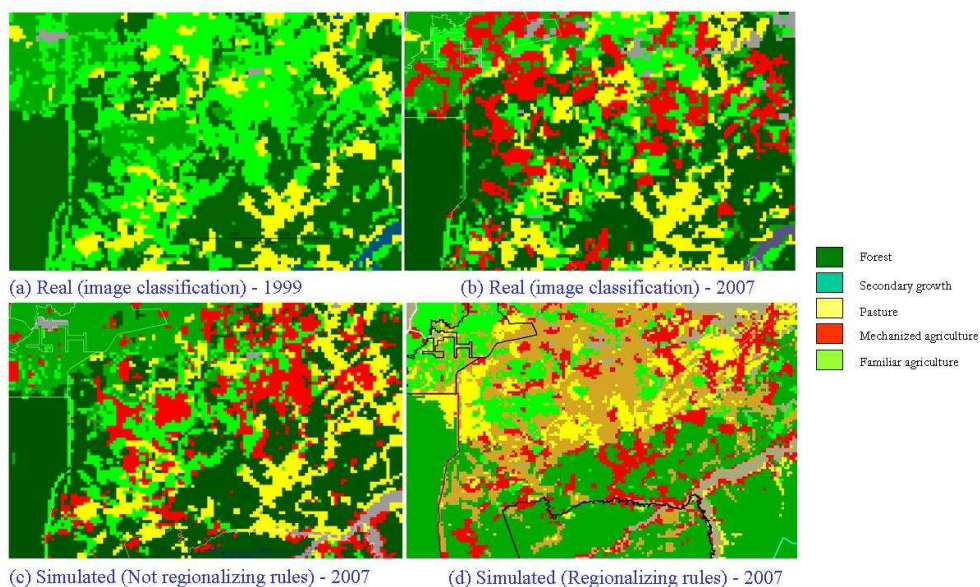 (a) Real (image classification) - 1999
(b) Real (image classification) - 2007
Forest
Secondary growth
Pasture
Mechanized agriculture
Familiar agriculture
(c) Simulated (Not regionalizing rules) - 2007
(d) Simulated (Regionalizing rules) - 2007